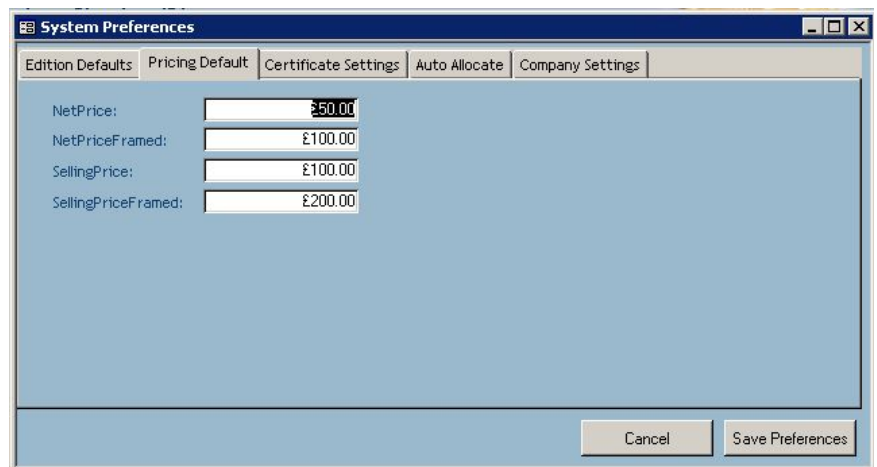 System Preferences
Edition Defaults Pricing Default Certificate Settings Auto Allocate Company Settings
NetPrice: £50.00
NetPriceFramed: £100.00
SellingPrice: £100.00
SellingPriceFramed: £200.00
Cancel Save Preferences